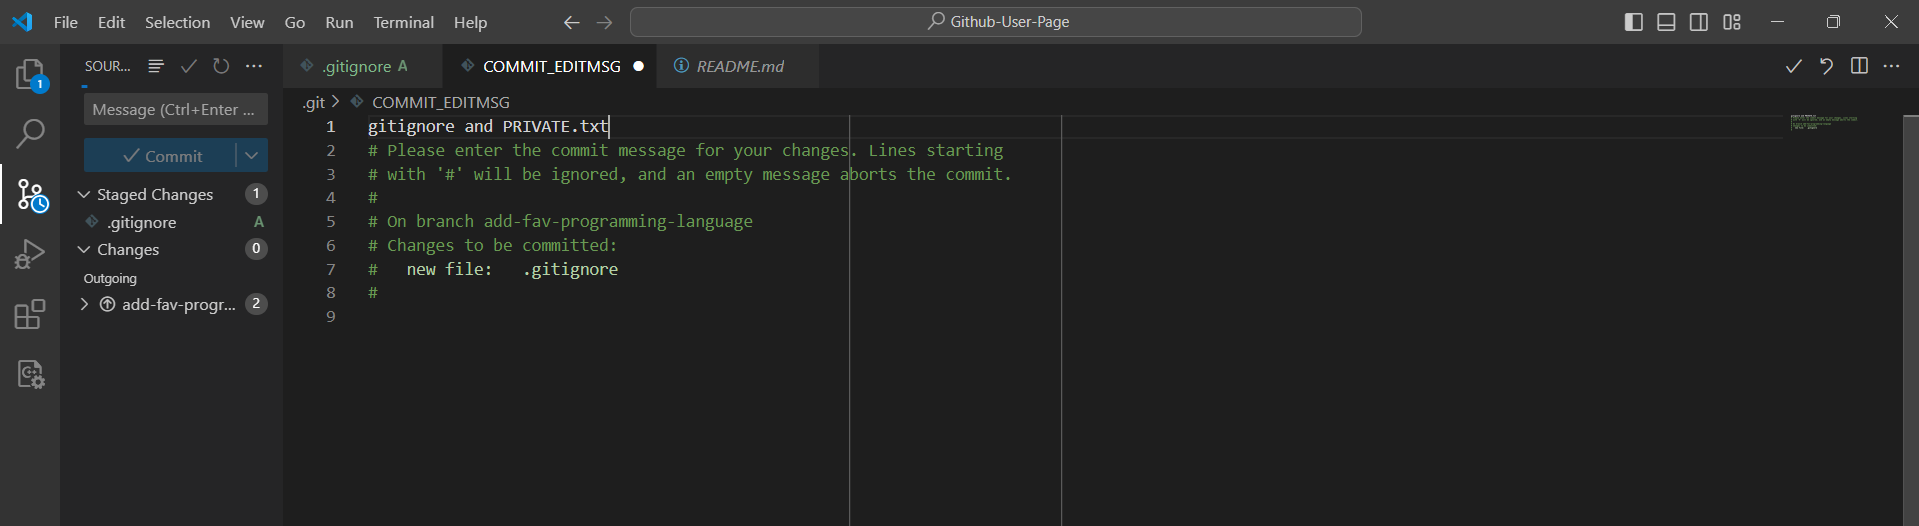 File Edit Selection View Go Run Terminal Help
Github-User-Page
1
SOUR...
Message (Ctrl+Enter ...
Commit
Staged Changes 1
.gitignore A
Changes 0
Outgoing
add-fav-progr... 2
.gitignore A
COMMIT_EDITMSG
README.md
.git > COMMIT_EDITMSG
1 gitignore and PRIVATE.txt
2 # Please enter the commit message for your changes. Lines starting
3 # with '#' will be ignored, and an empty message aborts the commit.
4 #
5 # On branch add-fav-programming-language
6 # Changes to be committed:
7 # new file: .gitignore
8 #
9